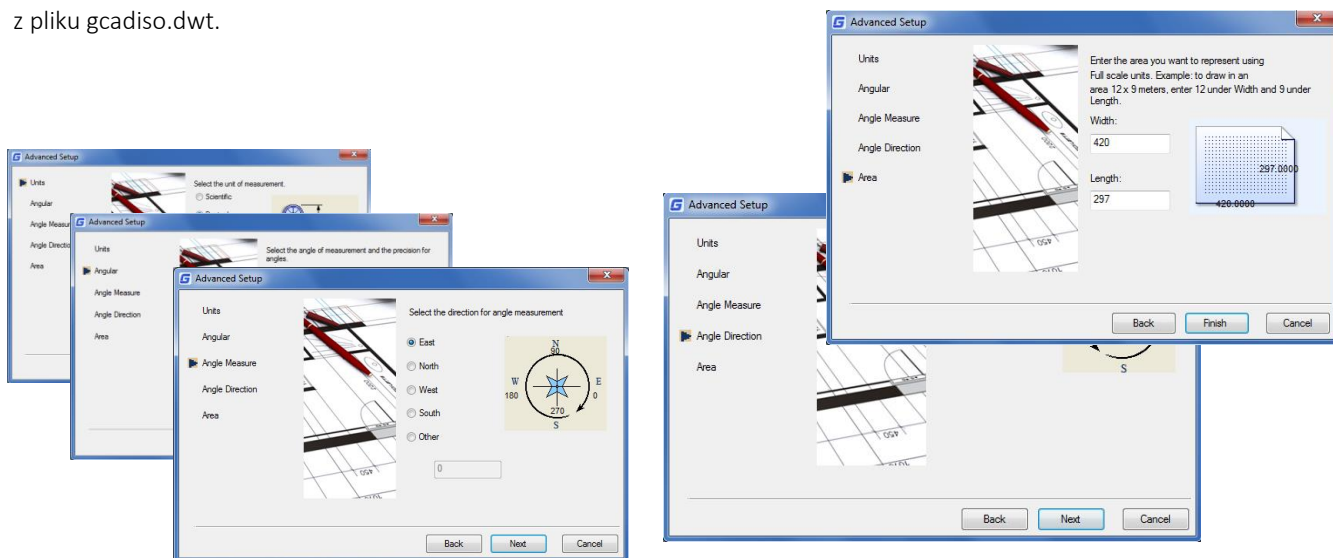 z pliku gcadiso.dwt.
Advanced Setup
Units
Angular
Angle Measur
Angle Directio
Area
Select the unit of measurement.
Scientific
Advanced Setup
Units
Angular
Angle Measure
Angle Direction
Area
Select the angle of measurement and the precision for
angles.
Advanced Setup
Units
Angular
Angle Measure
Angle Direction
Area
Select the direction for angle measurement
East
North
West
South
Other
0
N
90
W
180
E
0
270
S
450
Back
Next
Cancel
Advanced Setup
Units
Angular
Angle Measure
Angle Direction
Area
450
S
Back
Next
Cancel
Advanced Setup
Units
Angular
Angle Measure
Angle Direction
Area
Enter the area you want to represent using
Full scale units. Example: to draw in an
area 12 x 9 meters, enter 12 under Width and 9 under
Length.
Width:
420
Length:
297
297.0000
420.0000
450
Back
Finish
Cancel